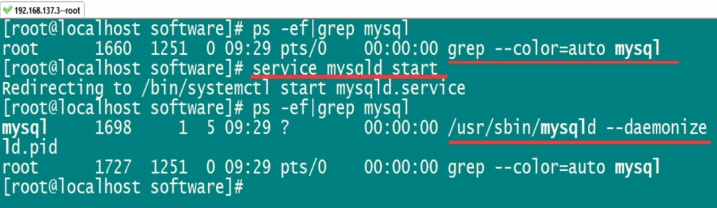 192.168.137.3--root
[root@localhost software]# ps -ef|grep mysql
root 1660 1251 0 09:29 pts/0 00:00:00 grep --color=auto mysql
[root@localhost software]# service mysqld start
Redirecting to /bin/systemctl start mysqld.service
[root@localhost software]# ps -ef|grep mysql
mysql 1698 1 5 09:29 ? 00:00:00 /usr/sbin/mysqld --daemonize
ld.pid
root 1727 1251 0 09:29 pts/0 00:00:00 grep --color=auto mysql
[root@localhost software]#